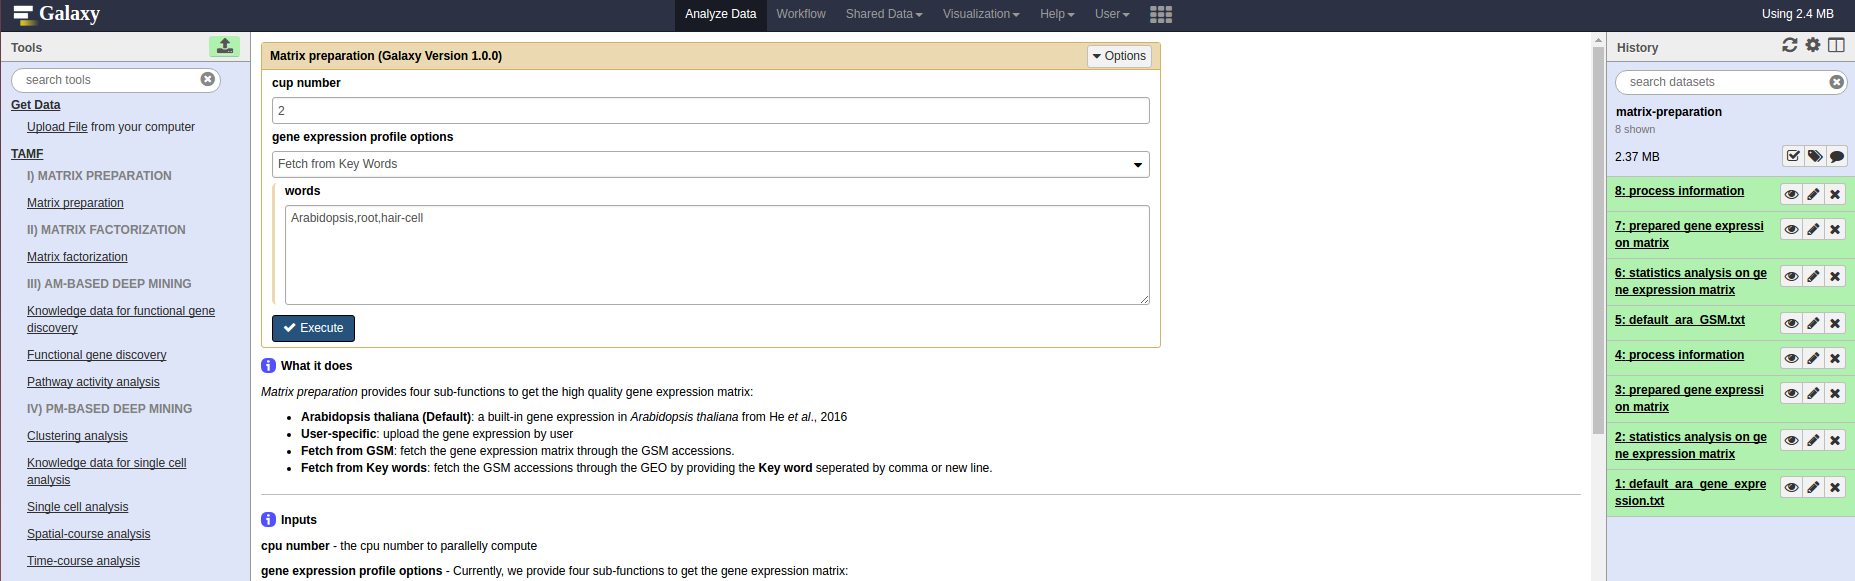 Galaxy
Analyze Data
Workflow
Shared Data
Visualization
Help
User
Using 2.4 MB
Tools
search tools
Get Data
Upload File from your computer
TAMF
I) MATRIX PREPARATION
Matrix preparation
II) MATRIX FACTORIZATION
Matrix factorization
III) AM-BASED DEEP MINING
Knowledge data for functional gene
discovery
Functional gene discovery
Pathway activity analysis
IV) PM-BASED DEEP MINING
Clustering analysis
Knowledge data for single cell
analysis
Single cell analysis
Spatial-course analysis
Time-course analysis
Matrix preparation (Galaxy Version 1.0.0)
Options
cup number
2
gene expression profile options
Fetch from Key Words
words
Arabidopsis,root,hair-cell
Execute
What it does
Matrix preparation provides four sub-functions to get the high quality gene expression matrix:
• Arabidopsis thaliana (Default): a built-in gene expression in Arabidopsis thaliana from He et al., 2016
• User-specific: upload the gene expression by user
• Fetch from GSM: fetch the gene expression matrix through the GSM accessions.
• Fetch from Key words: fetch the GSM accessions through the GEO by providing the Key word seperated by comma or new line.
Inputs
cpu number - the cpu number to parallelly compute
gene expression profile options - Currently, we provide four sub-functions to get the gene expression matrix:
History
search datasets
matrix-preparation
8 shown
2.37 MB
8: process information
7: prepared gene expressi
on matrix
6: statistics analysis on ge
ne expression matrix
5: default_ara_GSM.txt
4: process information
3: prepared gene expressi
on matrix
2: statistics analysis on ge
ne expression matrix
1: default_ara_gene_expre
ssion.txt